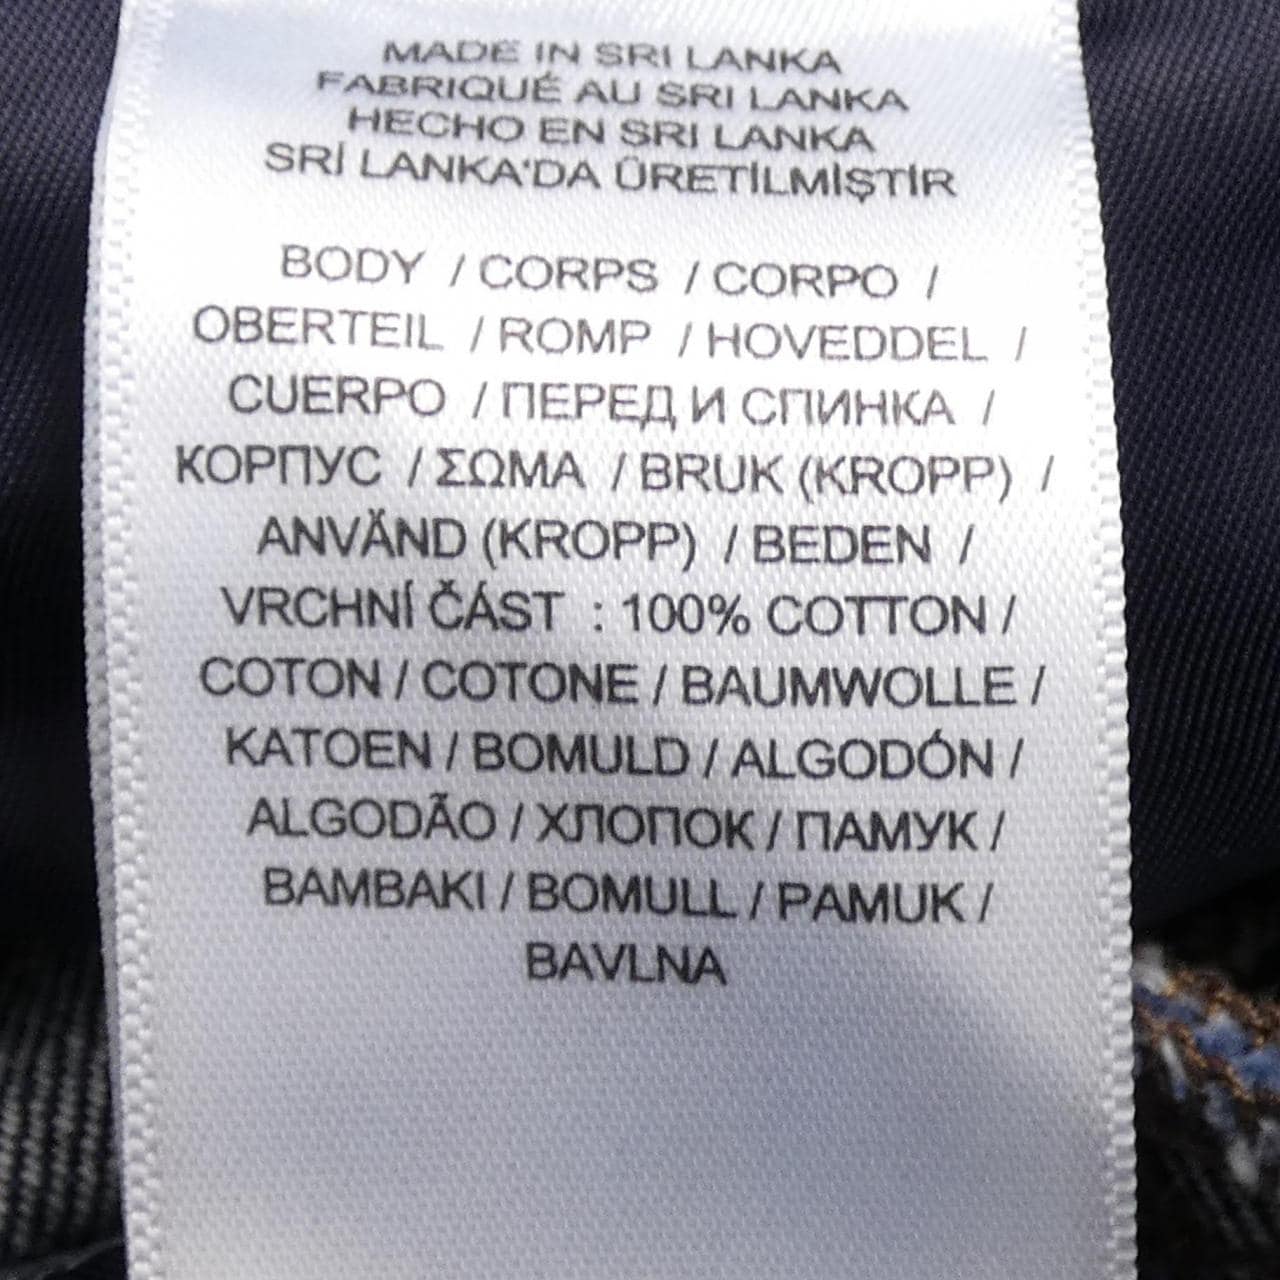 MADE IN SRI LANKA
FABRIQUÉ AU SRI LANKA
HECHO EN SRI LANKA
SRİ LANKA'DA ÜRETİLMİŞTİR
BODY / CORPS / CORPO /
OBERTEIL / ROMP / HOVEDDEL /
CUERPO / ПЕРЕД И СПИНКА /
КОРПУС / ΣΩΜΑ / BRUK (KROPP) /
ANVÄND (KROPP) / BEDEN /
VRCHNÍ ČÁST : 100% COTTON /
COTON / COTONE / BAUMWOLLE /
KATOEN / BOMULD / ALGODÓN /
ALGODÃO / ХЛОПОК / ПАМУК /
BAMBAKI / BOMULL / PAMUK /
BAVLNA